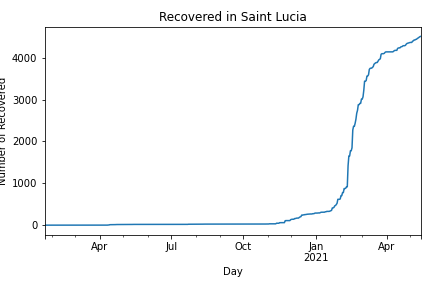 Recovered in Saint Lucia
Number of Recovered
4000
3000
2000
1000
0
Apr
Jul
Oct
Jan
2021
Apr
Day